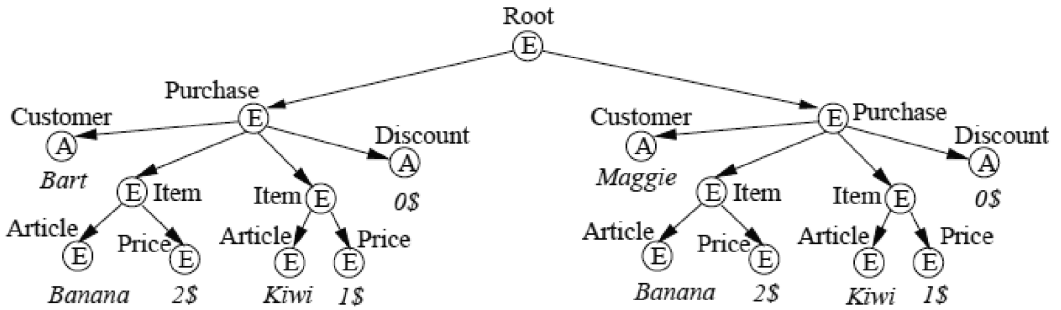 Root
E
Purchase
E
E Purchase
Customer
A
Bart
Discount
A
0$
Customer
A
Maggie
Discount
A
0$
E Item
Item E
E Item
Item E
Article
E
Price
E
Article
E
Price
E
Article
E
Price
E
Article
E
Price
E
Banana 2$ Kiwi 1$
Banana 2$ Kiwi 1$